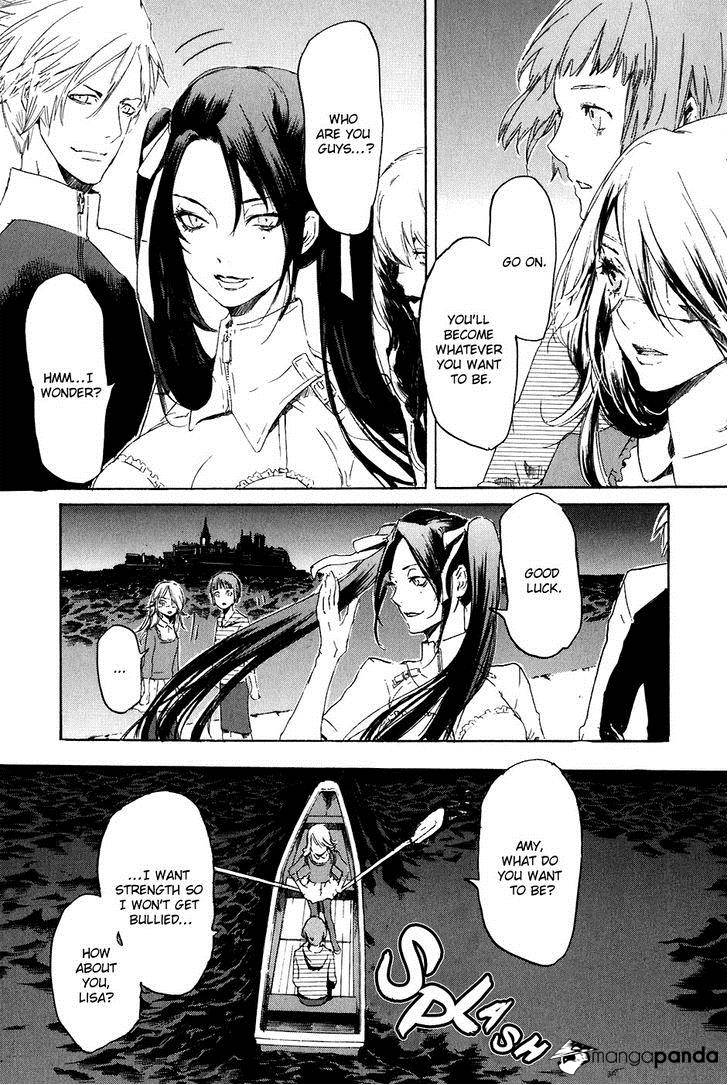 GO ON.
YOU'LL
BECOME
WHATEVER
YOU WANT
TO BE.
WHO
ARE YOU
GUYS...?
HMM...I
WONDER?
GOOD
LUCK.
...
AMY,
WHAT DO
YOU WANT
TO BE?
...I WANT
STRENGTH SO
I WON'T GET
BULLIED...
HOW
ABOUT
YOU,
LISA?
SPLASH
mangapanda